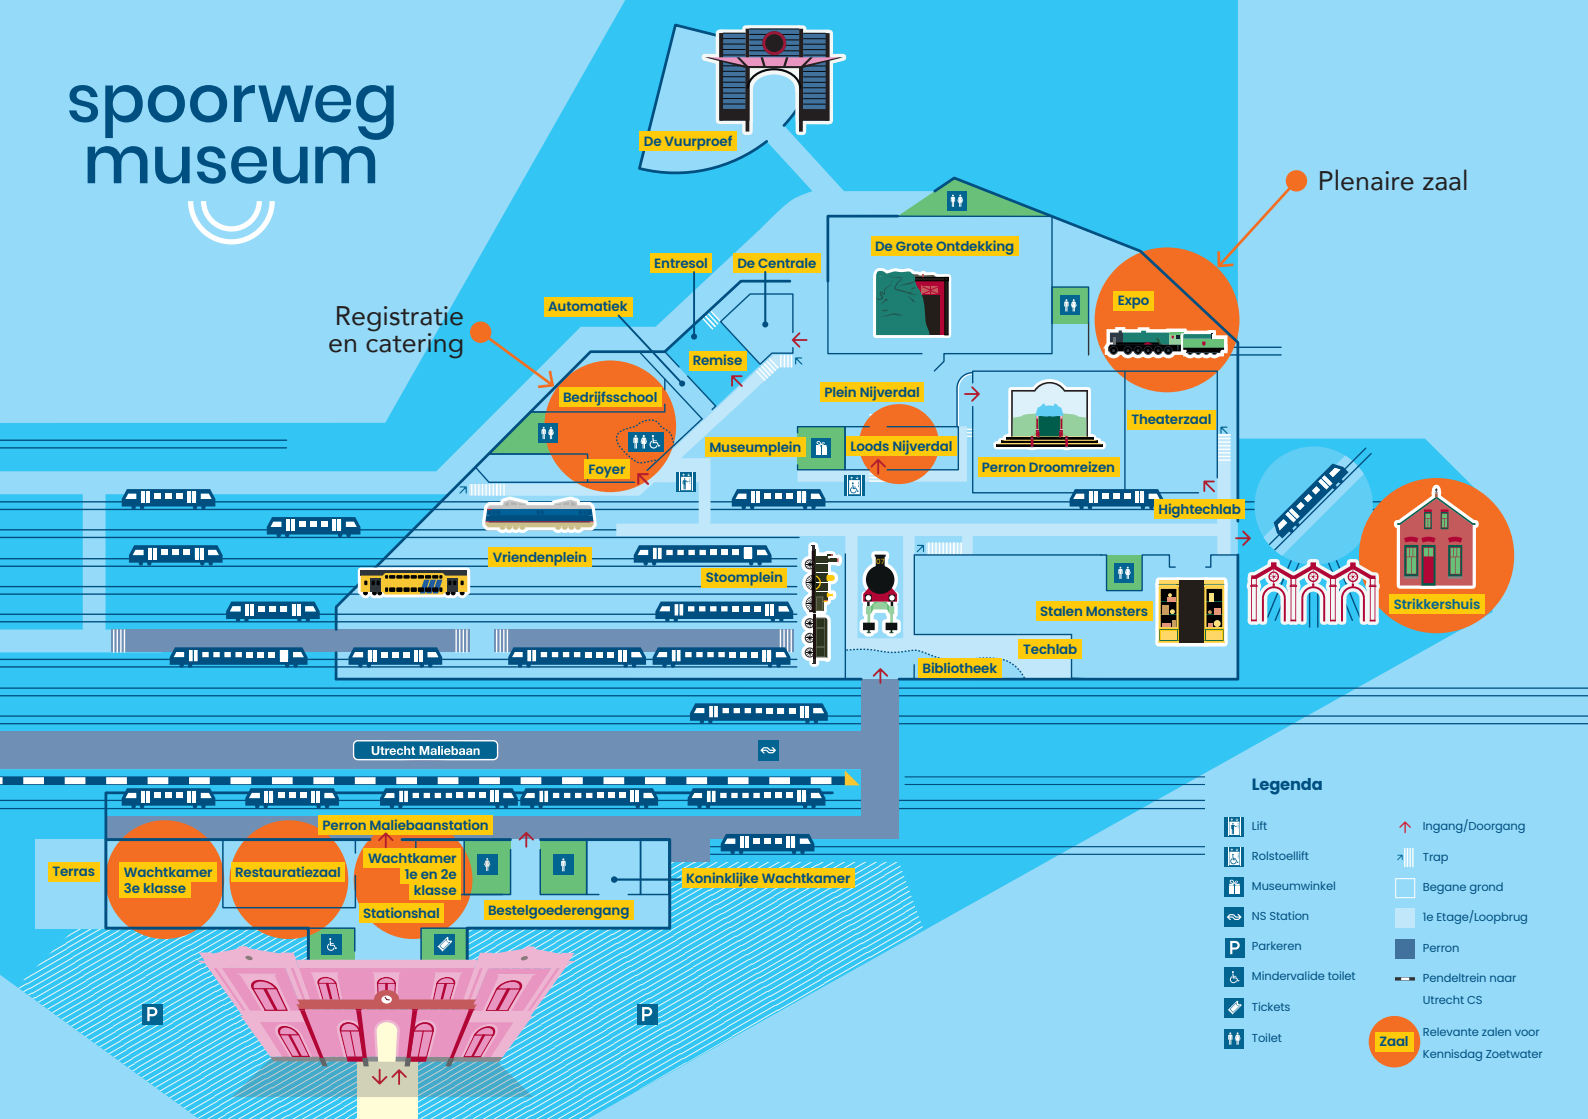 spoorweg
museum
De Vuurproef
Plenaire zaal
De Grote Ontdekking
Entresol
De Centrale
Automatiek
Expo
Registratie
en catering
Remise
Bedrijfsschool
Plein Nijverdal
Theaterzaal
Museumplein
Loods Nijverdal
Foyer
Perron Droomreizen
Hightechlab
Vriendenplein
Stoomplein
Strikkershuis
Stalen Monsters
Techlab
Bibliotheek
Utrecht Maliebaan
Perron Maliebaanstation
Terras
Wachtkamer
3e klasse
Restauratiezaal
Wachtkamer
1e en 2e
klasse
Koninklijke Wachtkamer
Stationshal
Bestelgoederengang
P
P
Legenda
Lift
Rolstoellift
Museumwinkel
NS Station
P Parkeren
Mindervalide toilet
Tickets
Toilet
Ingang/Doorgang
Trap
Begane grond
1e Etage/Loopbrug
Perron
Pendeltrein naar
Utrecht CS
Zaal
Relevante zalen voor
Kennisdag Zoetwater